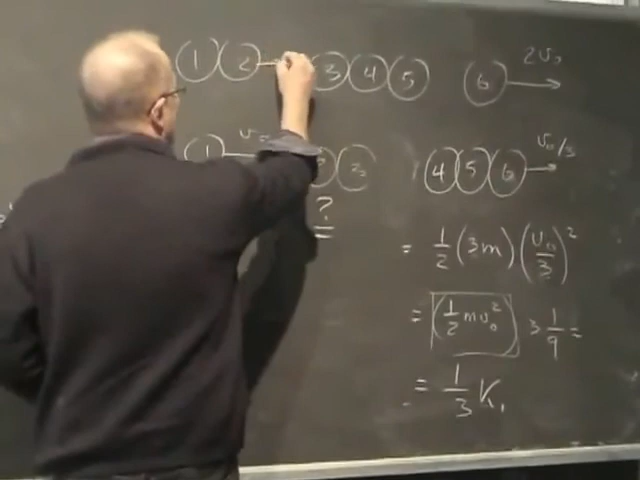 1 2 3 4 5 6 2v₀
1 2 3 4 5 6 v₀/3
?
=
= 1/2 (3m) (v₀/3)²
= (1/2 mv₀²) 3 1/9 =
= 1/3 K₁